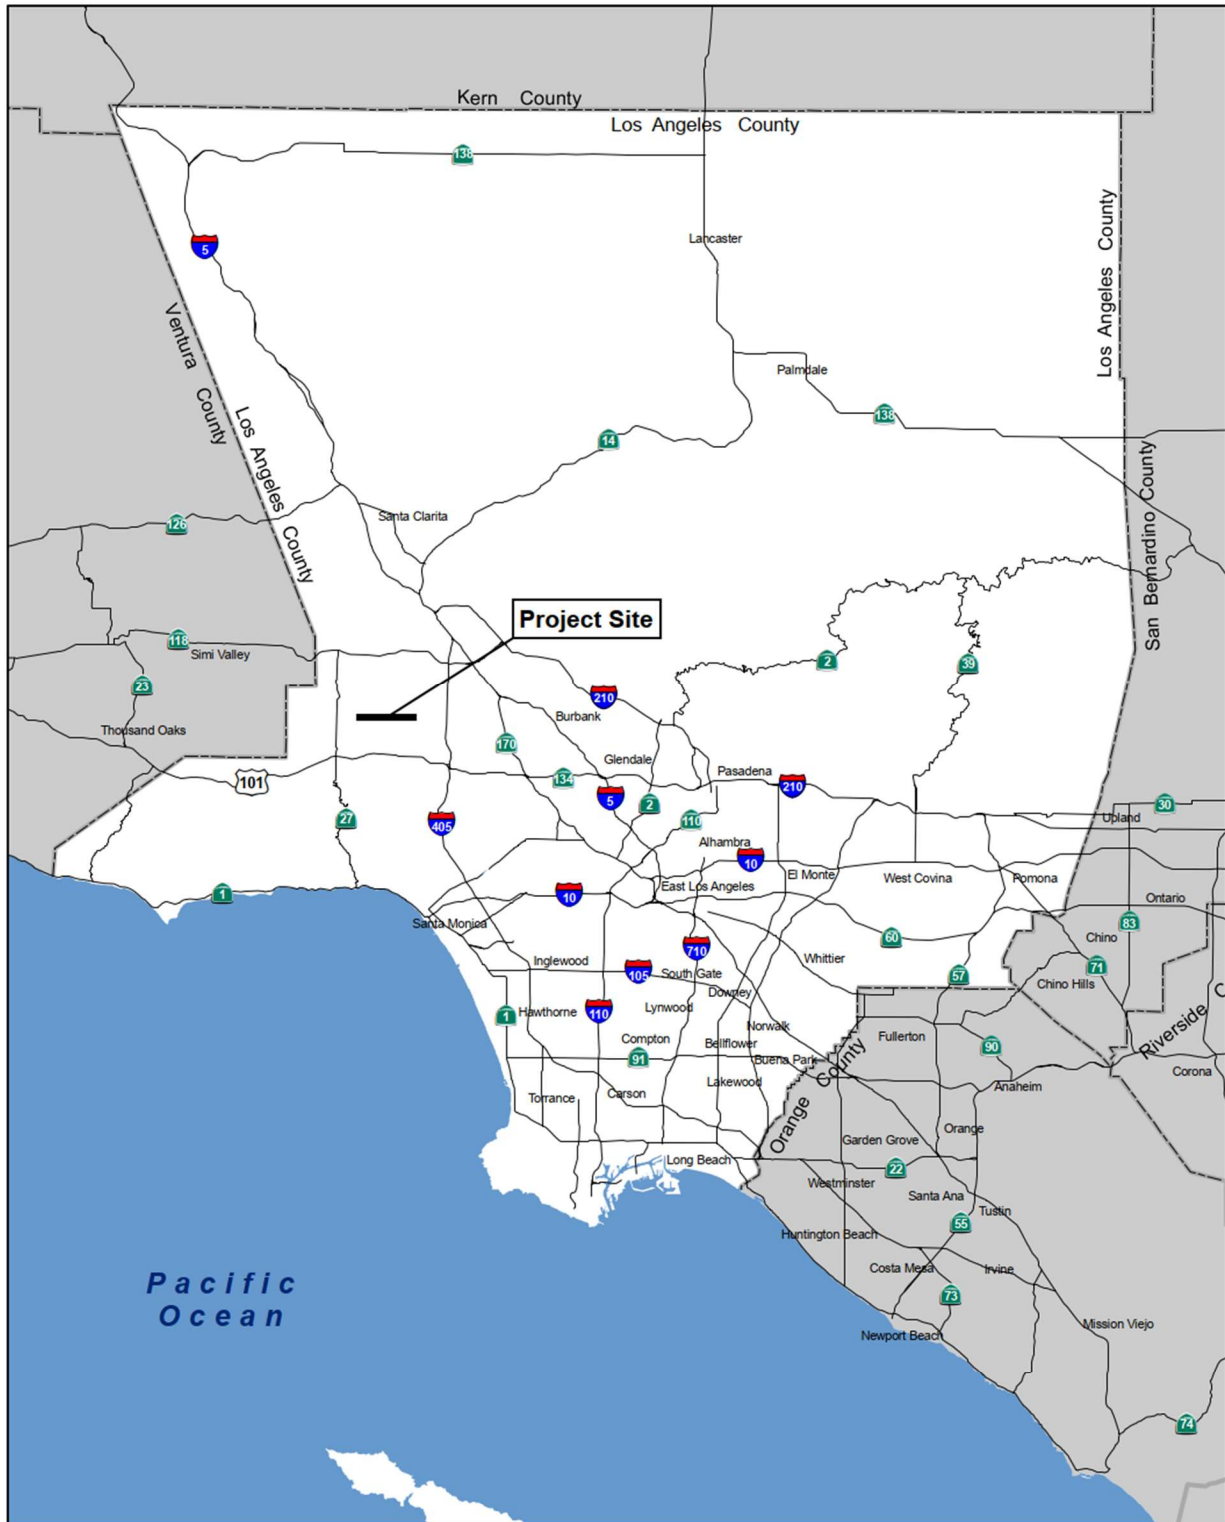 Kern County
Los Angeles County
138
Los Angeles County
Lancaster
5
Ventura County
Palmdale
Los Angeles County
138
14
San Bernardino County
Santa Clarita
126
Project Site
118
Simi Valley
2
39
23
210
Burbank
Thousand Oaks
170
Glendale
Pasadena
101
134
210
5
2
30
27
405
110
Upland
Alhambra
10
El Monte
West Covina
Pomona
East Los Angeles
1
10
Ontario
Santa Monica
83
60
Chino
710
Whittier
Inglewood
105
South Gate
71
57
Chino Hills
Downey
1
Hawthorne
110
Lynwood
Norwalk
Riverside C
Fullerton
Compton
Bellflower
90
91
Buena Park
Orange County
Corona
Lakewood
Anaheim
Carson
Torrance
Orange
Garden Grove
Long Beach
22
Westminster
Santa Ana
Tustin
55
Huntington Beach
Costa Mesa
Irvine
Pacific
Ocean
73
Mission Viejo
Newport Beach
74